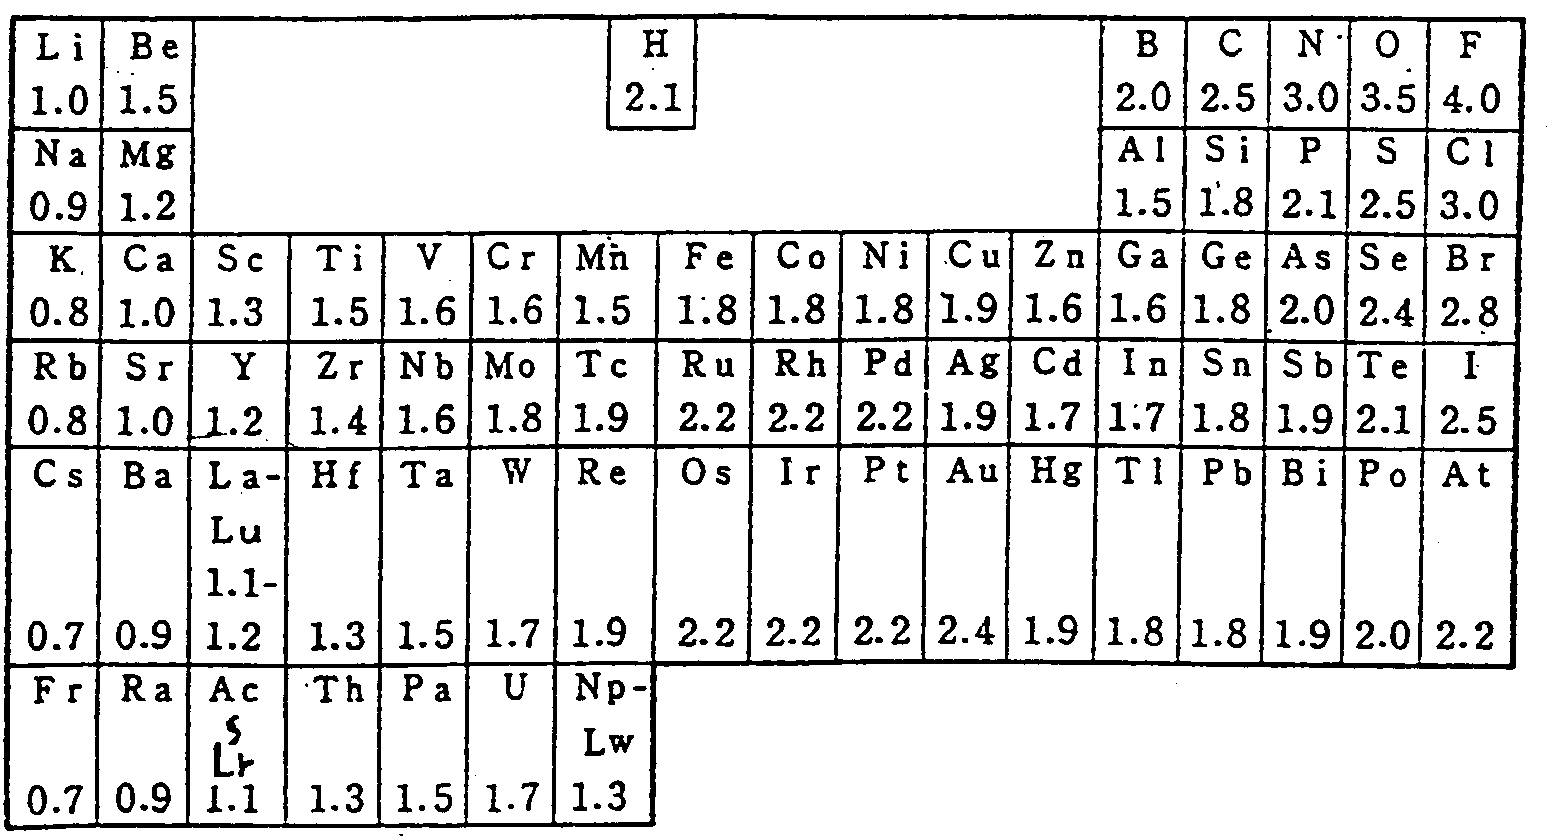 Li Be H B C N O F
1.0 1.5 2.1 2.0 2.5 3.0 3.5 4.0
Na Mg Al Si P S Cl
0.9 1.2 1.5 1.8 2.1 2.5 3.0
K Ca Sc Ti V Cr Mn Fe Co Ni Cu Zn Ga Ge As Se Br
0.8 1.0 1.3 1.5 1.6 1.6 1.5 1.8 1.8 1.8 1.9 1.6 1.6 1.8 2.0 2.4 2.8
Rb Sr Y Zr Nb Mo Tc Ru Rh Pd Ag Cd In Sn Sb Te I
0.8 1.0 1.2 1.4 1.6 1.8 1.9 2.2 2.2 2.2 1.9 1.7 1.7 1.8 1.9 2.1 2.5
Cs Ba La- Hf Ta W Re Os Ir Pt Au Hg Tl Pb Bi Po At
Lu
1.1-
0.7 0.9 1.2 1.3 1.5 1.7 1.9 2.2 2.2 2.2 2.4 1.9 1.8 1.8 1.9 2.0 2.2
Fr Ra Ac Th Pa U Np-
Lr Lw
0.7 0.9 1.1 1.3 1.5 1.7 1.3